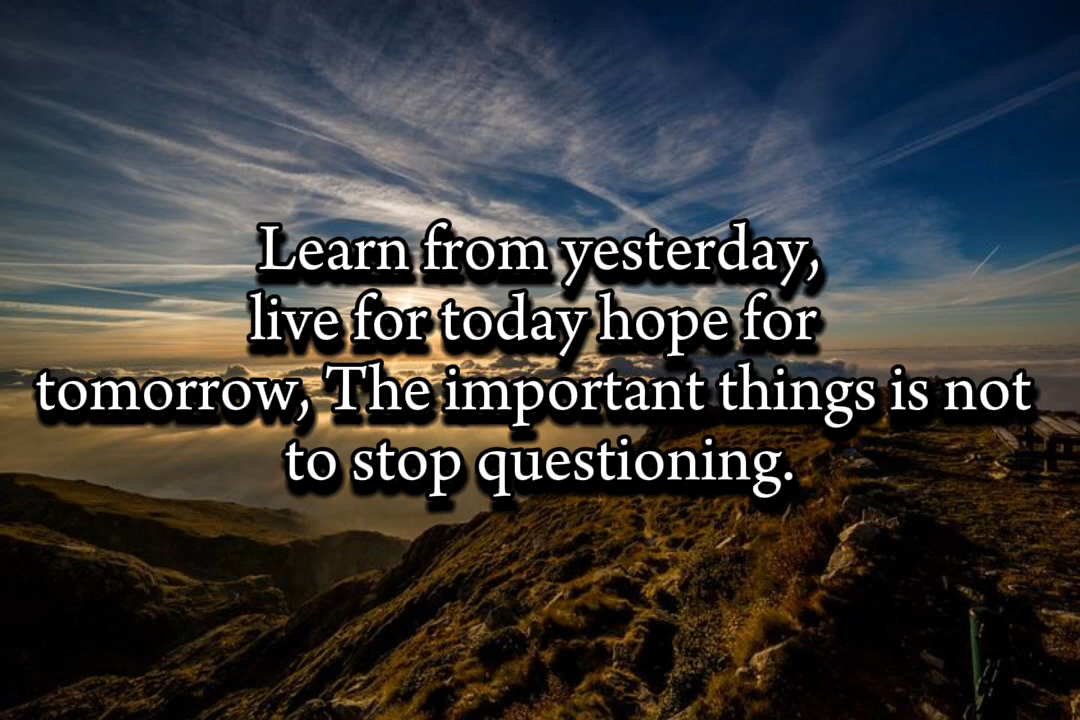 Learn from yesterday,
live for today hope for
tomorrow, The important things is not
to stop questioning.